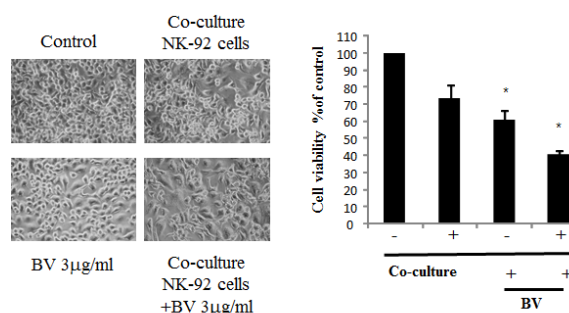 Control
Co-culture
NK-92 cells
BV 3μg/ml
Co-culture
NK-92 cells
+BV 3μg/ml
Cell viability %of control
110
100
90
80
70
60
50
40
30
20
10
0
*
*
- + - +
Co-culture + +
BV